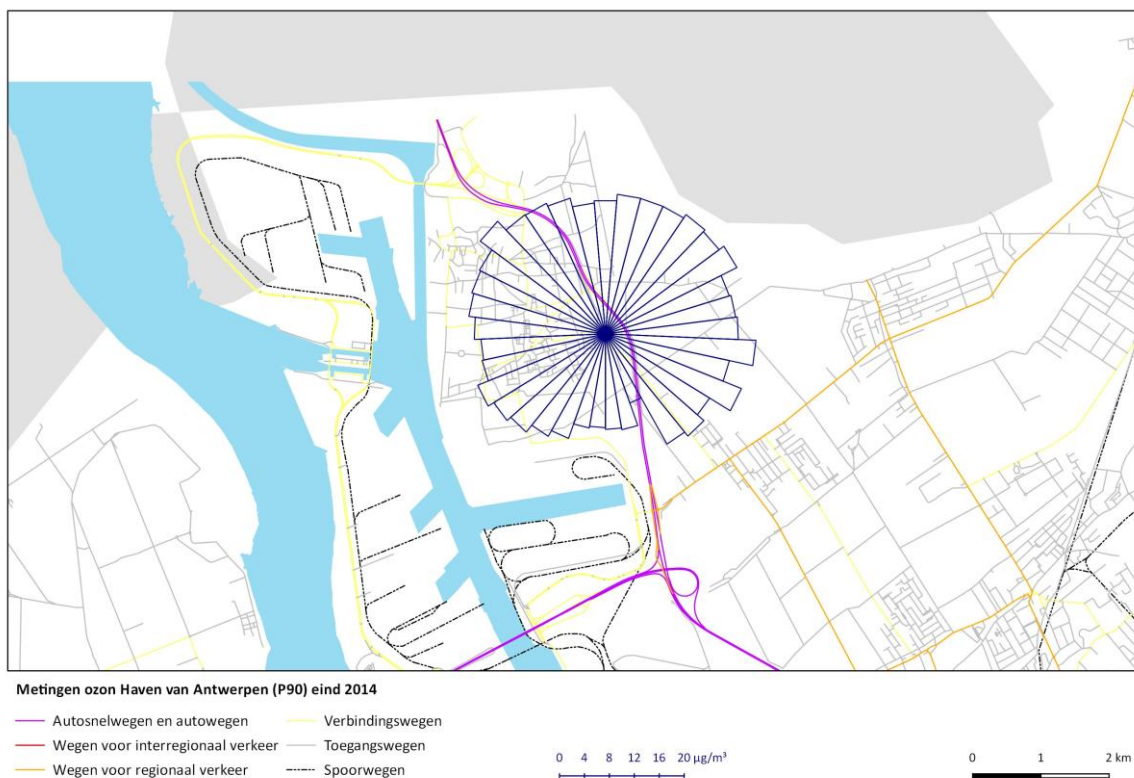 Metingen ozon Haven van Antwerpen (P90) eind 2014
Autosnelwegen en autowegen
Wegen voor interregionaal verkeer
Wegen voor regionaal verkeer
Verbindingswegen
Toegangswegen
Spoorwegen
0 4 8 12 16 20 µg/m³
0 1 2 km